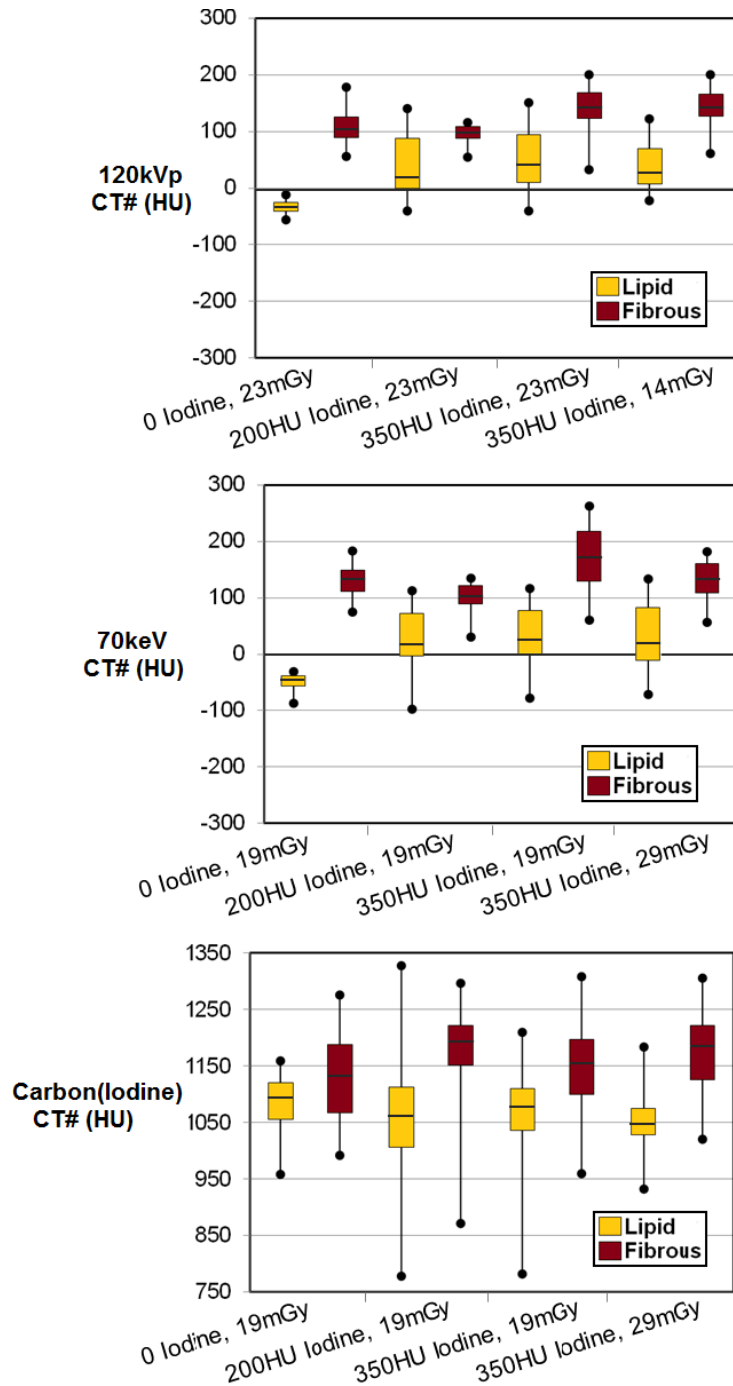 300
200
100
0
-100
-200
-300
120kVp
CT# (HU)
Lipid
Fibrous
0 Iodine, 23mGy
200HU Iodine, 23mGy
350HU Iodine, 23mGy
350HU Iodine, 14mGy
300
200
100
0
-100
-200
-300
70keV
CT# (HU)
Lipid
Fibrous
0 Iodine, 19mGy
200HU Iodine, 19mGy
350HU Iodine, 19mGy
350HU Iodine, 29mGy
1350
1250
1150
1050
950
850
750
Carbon(Iodine)
CT# (HU)
Lipid
Fibrous
0 Iodine, 19mGy
200HU Iodine, 19mGy
350HU Iodine, 19mGy
350HU Iodine, 29mGy